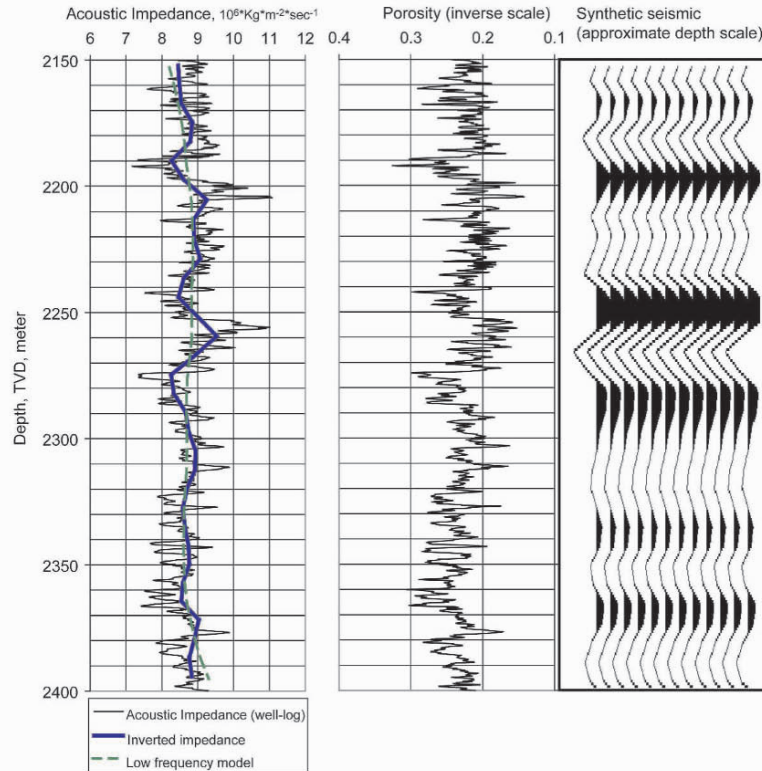 Acoustic Impedance, 10⁶*Kg*m⁻²*sec⁻¹
6 7 8 9 10 11 12
Porosity (inverse scale)
0.4 0.3 0.2 0.1
Synthetic seismic
(approximate depth scale)
Depth, TVD, meter
2150
2200
2250
2300
2350
2400
Acoustic Impedance (well-log)
Inverted impedance
Low frequency model